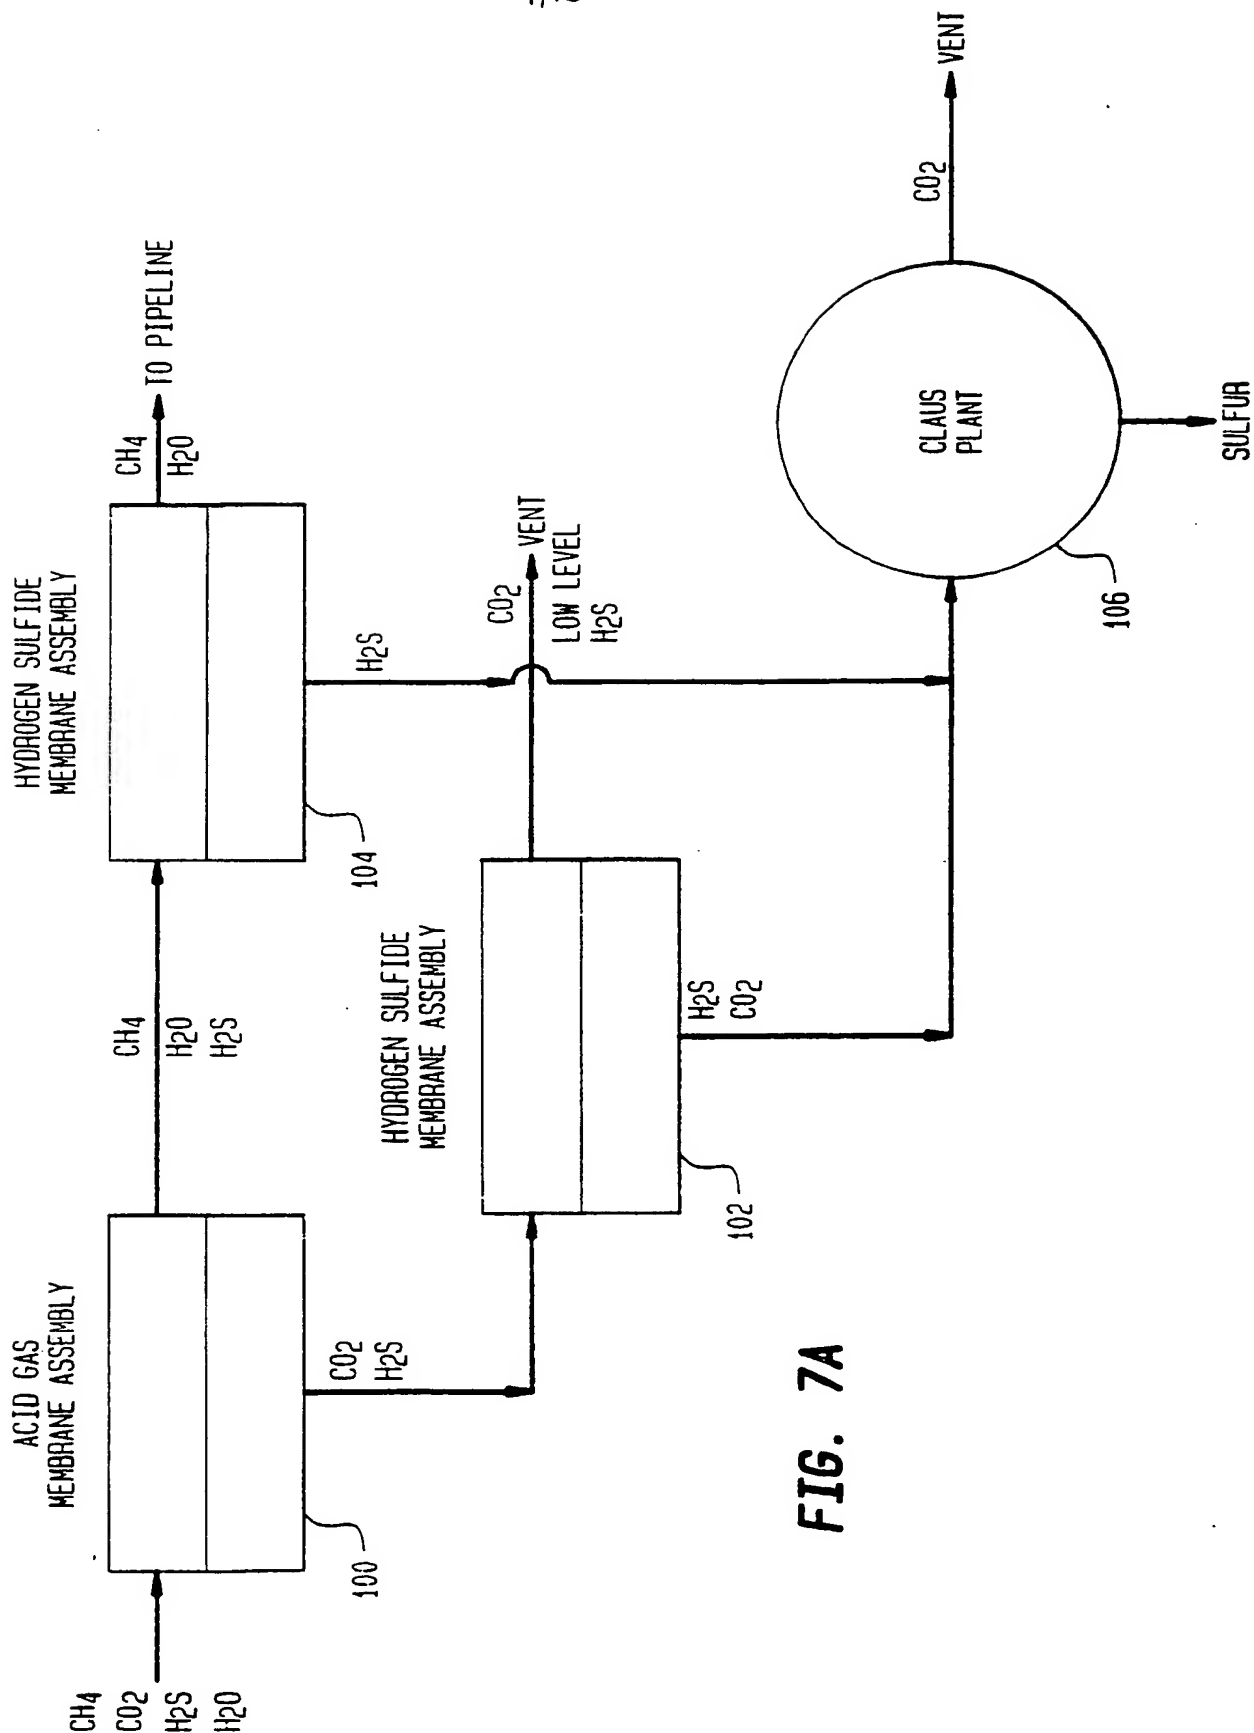 ACID GAS
MEMBRANE ASSEMBLY
HYDROGEN SULFIDE
MEMBRANE ASSEMBLY
CH4
CO2
H2S
H2O
CH4
H2O
H2S
CH4
H2O
TO PIPELINE
100
104
CO2
H2S
H2S
HYDROGEN SULFIDE
MEMBRANE ASSEMBLY
CO2
VENT
LOW LEVEL
H2S
102
H2S
CO2
CLAUS
PLANT
CO2
VENT
106
SULFUR
FIG. 7A